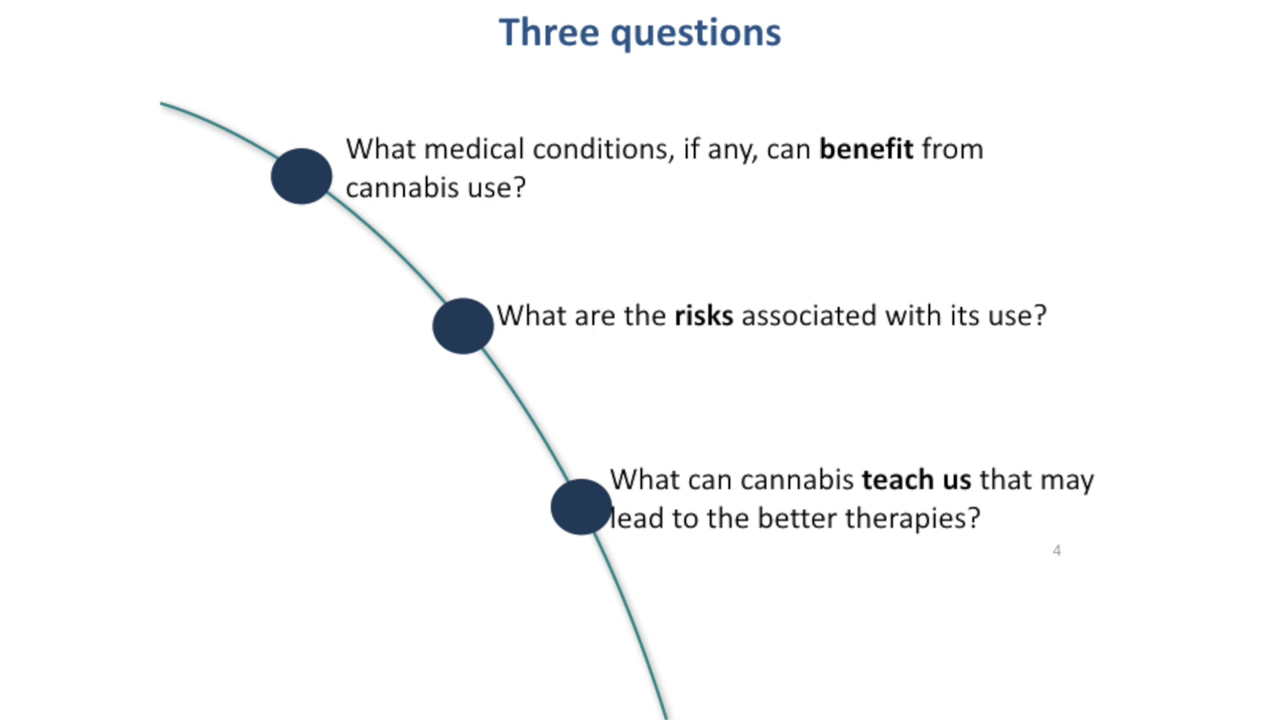 Three questions
What medical conditions, if any, can benefit from
cannabis use?
What are the risks associated with its use?
What can cannabis teach us that may
lead to the better therapies?
4